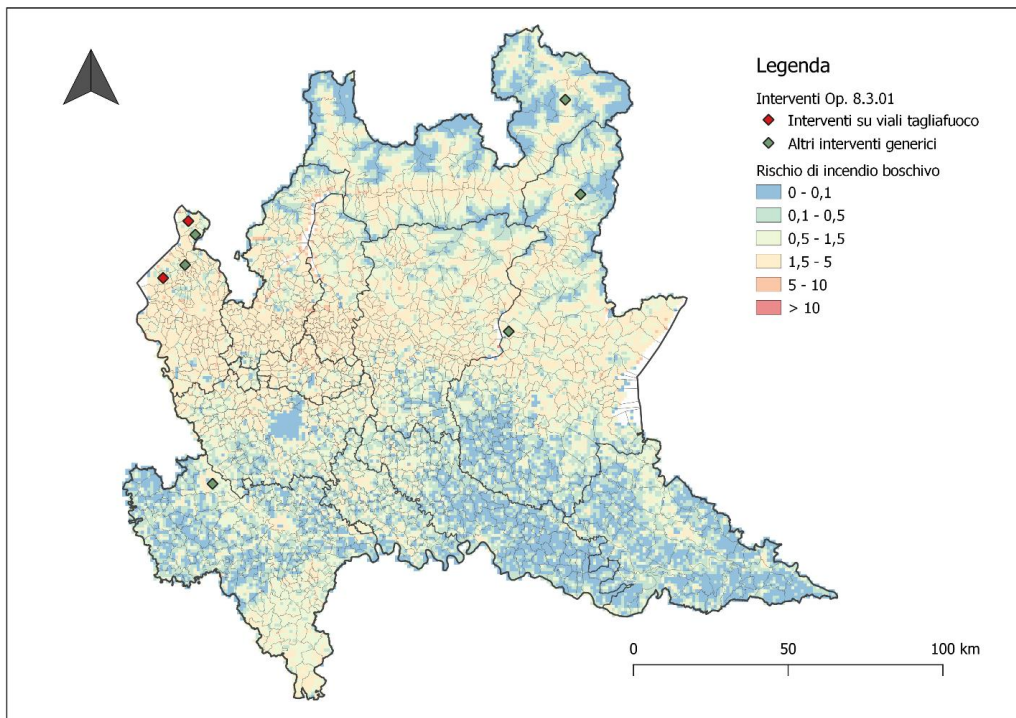 Legenda
Interventi Op. 8.3.01
Interventi su viali tagliafuoco
Altri interventi generici
Rischio di incendio boschivo
0 - 0,1
0,1 - 0,5
0,5 - 1,5
1,5 - 5
5 - 10
> 10
0 50 100 km